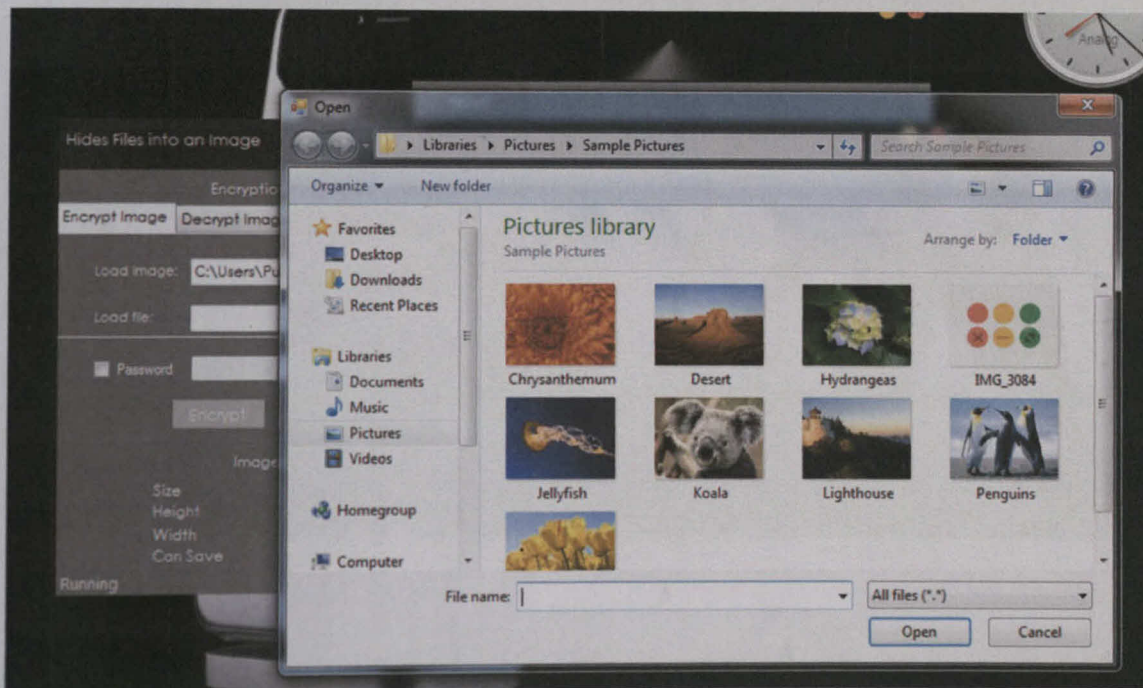 Analog
Open
Hides Files into an Image
Libraries Pictures Sample Pictures
Search Sample Pictures
Organize New folder
Encryptio
Encrypt Image Decrypt Imag
Favorites
Desktop
Downloads
Recent Places
Libraries
Documents
Music
Pictures
Videos
Homegroup
Computer
Load image: C:\Users\Pu
Load file:
Password
Encrypt
Image
Size
Height
Width
Can Save
Running
Pictures library
Sample Pictures
Arrange by: Folder
Chrysanthemum Desert Hydrangeas IMG_3084
Jellyfish Koala Lighthouse Penguins
File name: All files (*.*)
Open Cancel